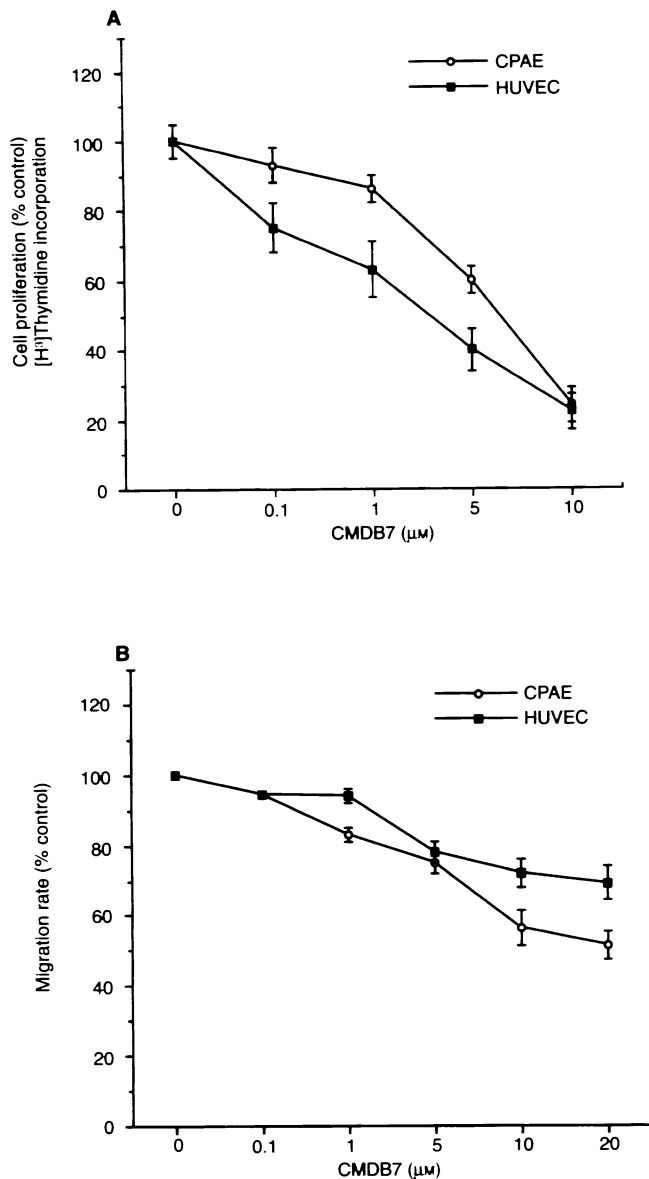 A
CPAE
HUVEC
Cell proliferation (% control)
[H³]Thymidine incorporation
120
100
80
60
40
20
0
0 0.1 1 5 10
CMDB7 (μM)
B
CPAE
HUVEC
Migration rate (% control)
120
100
80
60
40
20
0
0 0.1 1 5 10 20
CMDB7 (μM)